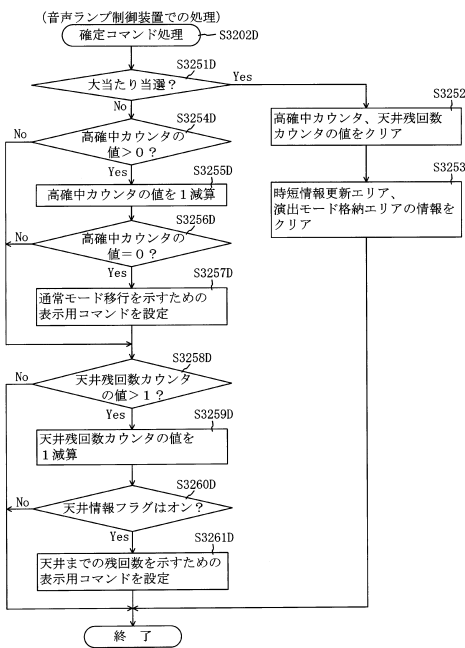 (音声ランプ制御装置での処理)
確定コマンド処理
S3202D
S3251D
大当たり当選？
Yes
No
S3252
高確中カウンタ、天井残回数
カウンタの値をクリア
S3253
時短情報更新エリア、
演出モード格納エリアの情報を
クリア
S3254D
高確中カウンタの
値＞０？
No
Yes
S3255D
高確中カウンタの値を１減算
S3256D
高確中カウンタの
値＝０？
No
Yes
S3257D
通常モード移行を示すための
表示用コマンドを設定
S3258D
天井残回数カウンタ
の値＞１？
No
Yes
S3259D
天井残回数カウンタの値を
１減算
S3260D
天井情報フラグはオン？
No
Yes
S3261D
天井までの残回数を示すための
表示用コマンドを設定
終 了